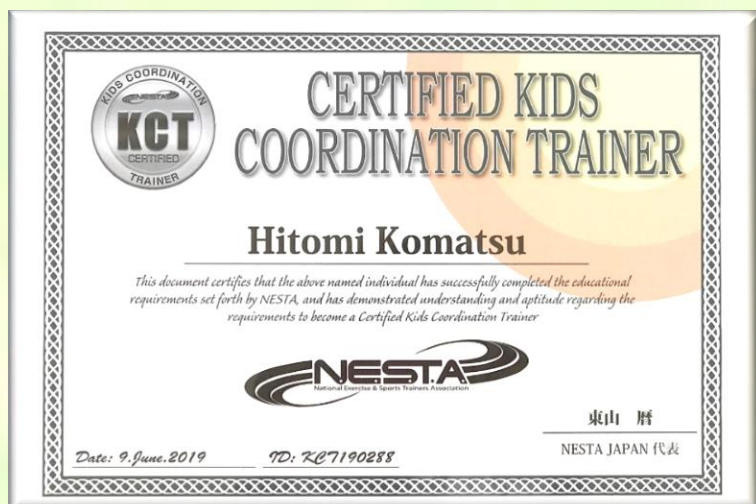 KIDS COORDINATION
NESTA
KCT
CERTIFIED
TRAINER
CERTIFIED KIDS
COORDINATION TRAINER
Hitomi Komatsu
This document certifies that the above named individual has successfully completed the educational
requirements set forth by NESTA, and has demonstrated understanding and aptitude regarding the
requirements to become a Certified Kids Coordination Trainer
NESTA
National Exercise & Sports Trainers Association
東山 暦
NESTA JAPAN 代表
Date: 9.June.2019
ID: KCT190288